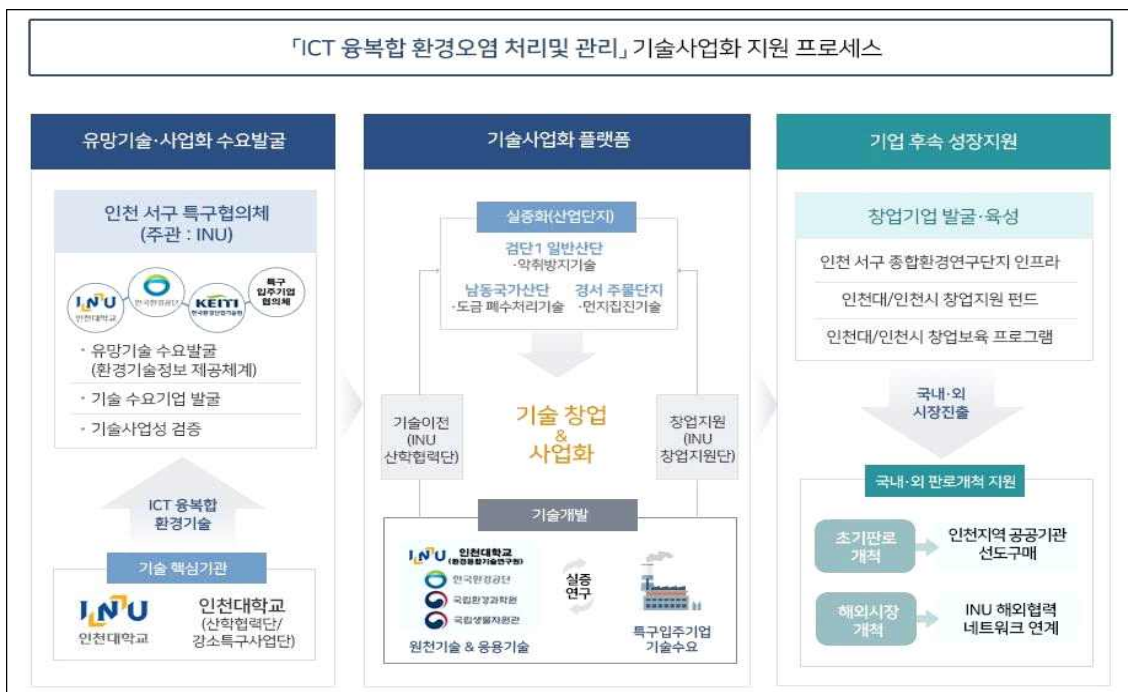 「ICT 융복합 환경오염 처리및 관리」 기술사업화 지원 프로세스
유망기술·사업화 수요발굴
인천 서구 특구협의체
(주관 : INU)
INU
인천대학교
한국환경공단
KEITI
한국환경산업기술원
특구
입주기업
협의체
· 유망기술 수요발굴
(환경기술정보 제공체계)
· 기술 수요기업 발굴
· 기술사업성 검증
ICT 융복합
환경기술
기술 핵심기관
INU
인천대학교
인천대학교
(산학협력단/
강소특구사업단)
기술사업화 플랫폼
실증화(산업단지)
검단1 일반산단
·악취방지기술
남동국가산단
·도금 폐수처리기술
경서 주물단지
·먼지집진기술
기술이전
(INU
산학협력단)
기술 창업
&
사업화
창업지원
(INU
창업지원단)
기술개발
INU 인천대학교
(환경융합기술연구원)
한국환경공단
국립환경과학원
국립생물자원관
원천기술 & 응용기술
실증
연구
특구입주기업
기술수요
기업 후속 성장지원
창업기업 발굴·육성
인천 서구 종합환경연구단지 인프라
인천대/인천시 창업지원 펀드
인천대/인천시 창업보육 프로그램
국내·외
시장진출
국내·외 판로개척 지원
초기판로
개척
인천지역 공공기관
선도구매
해외시장
개척
INU 해외협력
네트워크 연계